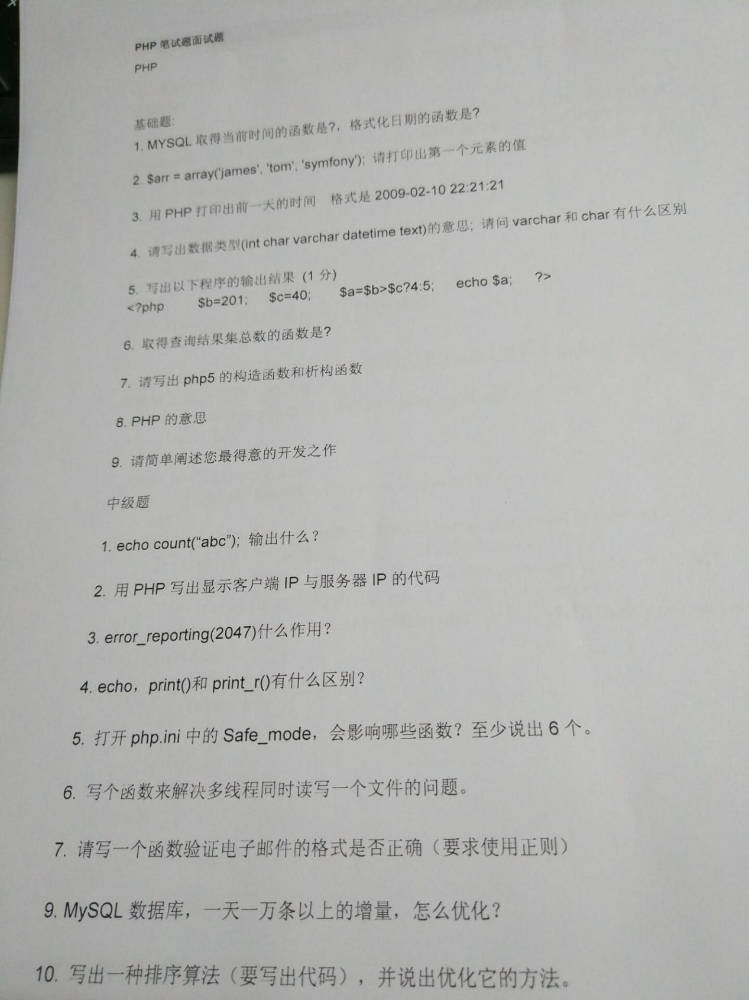 PHP 笔试题面试题
PHP
基础题:
1. MYSQL 取得当前时间的函数是?，格式化日期的函数是?
2. $arr = array('james', 'tom', 'symfony'); 请打印出第一个元素的值
3. 用 PHP 打印出前一天的时间 格式是 2009-02-10 22:21:21
4、请写出数据类型(int char varchar datetime text)的意思; 请问 varchar 和 char 有什么区别
5. 写出以下程序的输出结果 (1 分)
<?php $b=201; $c=40; $a=$b>$c?4:5; echo $a; ?>
6. 取得查询结果集总数的函数是?
7. 请写出 php5 的构造函数和析构函数
8. PHP 的意思
9. 请简单阐述您最得意的开发之作
中级题
1. echo count(“abc”); 输出什么？
2. 用 PHP 写出显示客户端 IP 与服务器 IP 的代码
3. error_reporting(2047)什么作用？
4. echo，print()和 print_r()有什么区别？
5. 打开 php.ini 中的 Safe_mode，会影响哪些函数？至少说出 6 个。
6. 写个函数来解决多线程同时读写一个文件的问题。
7. 请写一个函数验证电子邮件的格式是否正确（要求使用正则）
9. MySQL 数据库，一天一万条以上的增量，怎么优化？
10. 写出一种排序算法（要写出代码），并说出优化它的方法。